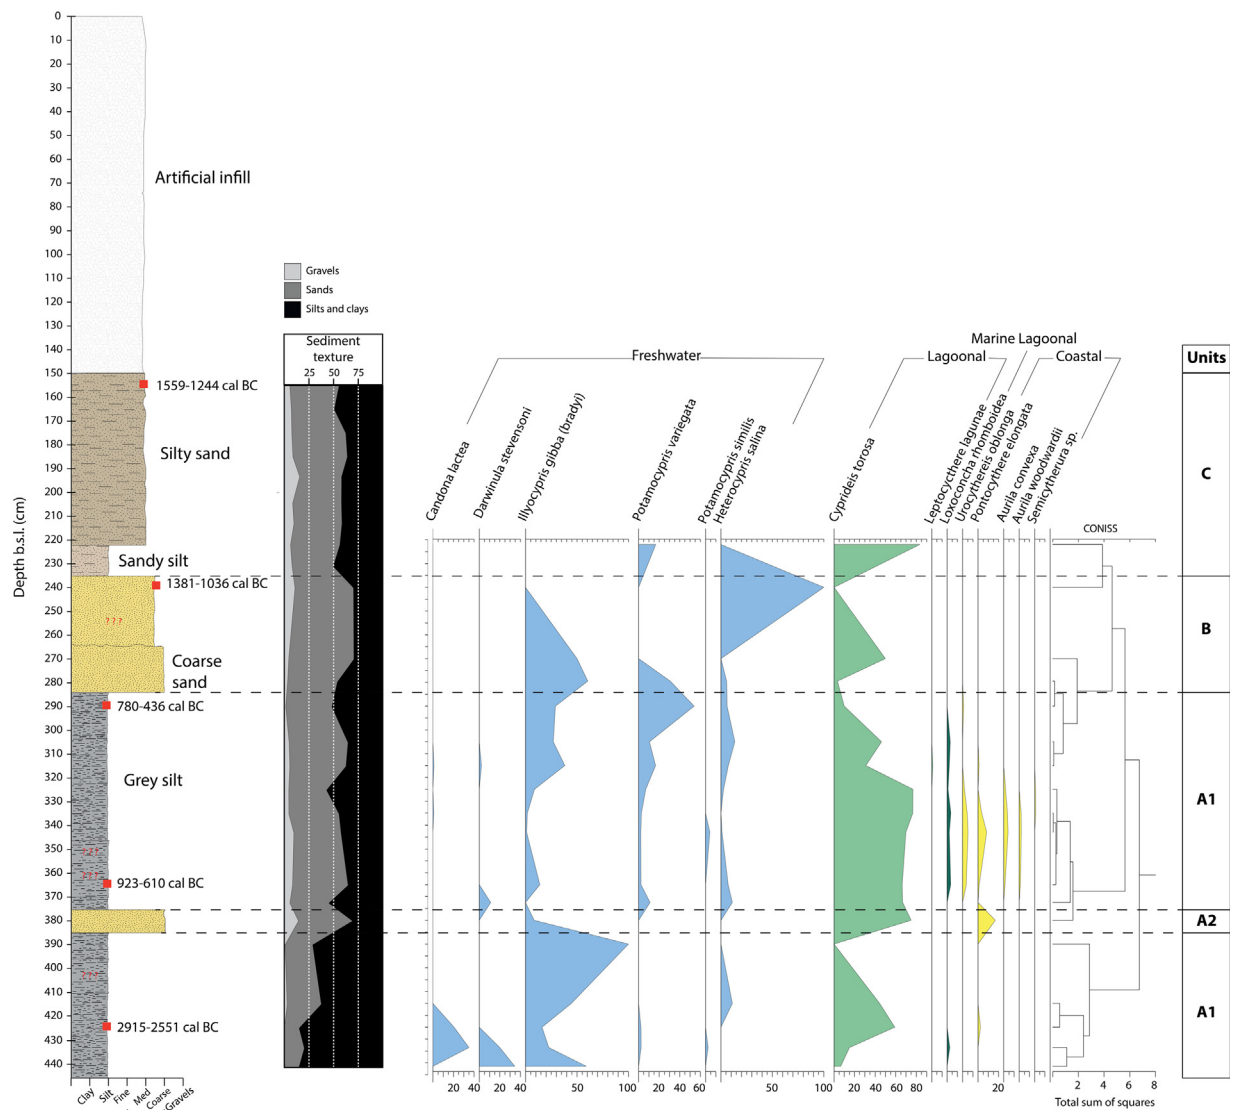 Depth b.s.l. (cm)
0
10
20
30
40
50
60
70
80
90
100
110
120
130
140
150
160
170
180
190
200
210
220
230
240
250
260
270
280
290
300
310
320
330
340
350
360
370
380
390
400
410
420
430
440
Artificial infill
1559-1244 cal BC
Silty sand
Sandy silt
1381-1036 cal BC
? ? ?
Coarse
sand
780-436 cal BC
Grey silt
? ? ?
? ? ?
923-610 cal BC
? ? ?
2915-2551 cal BC
Clay
Silt
Fine
Med
Coarse
Gravels
Gravels
Sands
Silts and clays
Sediment
texture
25 50 75
Freshwater
Lagoonal
Marine Lagoonal
Coastal
Candona lactea
Darwinula stevensoni
Illyocypris gibba (bradyi)
Potamocypris variegata
Potamocypris similis
Heterocypris salina
Cyprideis torosa
Leptocycthere lagunae
Loxoconcha rhomboidea
Urocythereis oblonga
Pontocythere elongata
Aurila convexa
Aurila woodwardii
Semicytherura sp.
CONISS
20 40
20 40
50 100
20 40 60
50 100
20 40 60 80
20
2 4 6 8
Total sum of squares
Units
C
B
A1
A2
A1